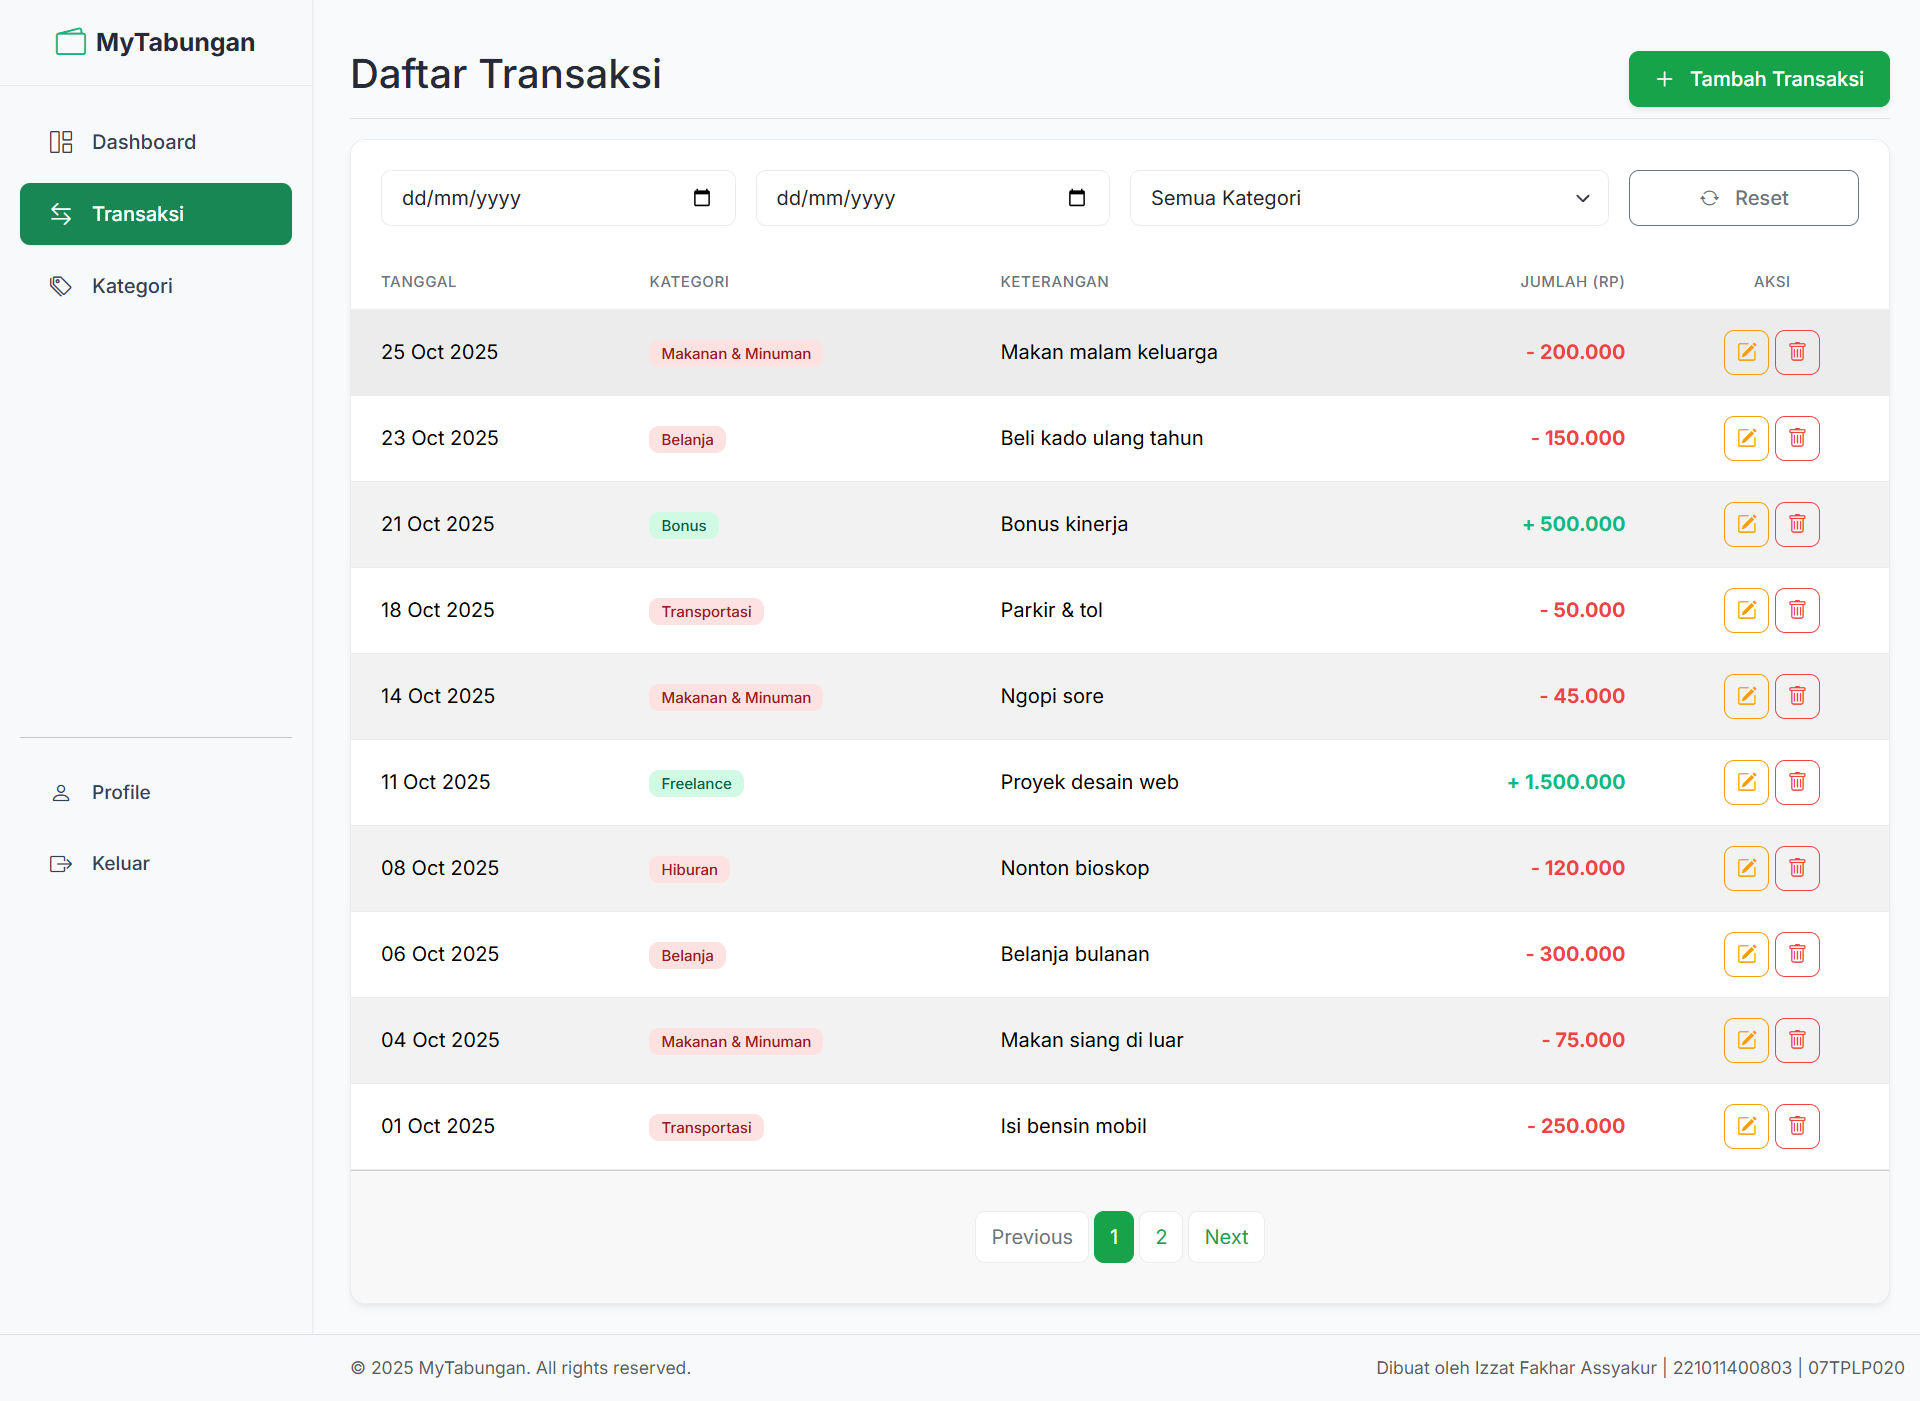 MyTabungan
Dashboard
Transaksi
Kategori
Profile
Keluar
Daftar Transaksi
Tambah Transaksi
dd/mm/yyyy dd/mm/yyyy Semua Kategori Reset
TANGGAL KATEGORI KETERANGAN JUMLAH (RP) AKSI
25 Oct 2025 Makanan & Minuman Makan malam keluarga - 200.000
23 Oct 2025 Belanja Beli kado ulang tahun - 150.000
21 Oct 2025 Bonus Bonus kinerja + 500.000
18 Oct 2025 Transportasi Parkir & tol - 50.000
14 Oct 2025 Makanan & Minuman Ngopi sore - 45.000
11 Oct 2025 Freelance Proyek desain web + 1.500.000
08 Oct 2025 Hiburan Nonton bioskop - 120.000
06 Oct 2025 Belanja Belanja bulanan - 300.000
04 Oct 2025 Makanan & Minuman Makan siang di luar - 75.000
01 Oct 2025 Transportasi Isi bensin mobil - 250.000
Previous 1 2 Next
© 2025 MyTabungan. All rights reserved. Dibuat oleh Izzat Fakhar Assyakur | 221011400803 | 07TPLP020